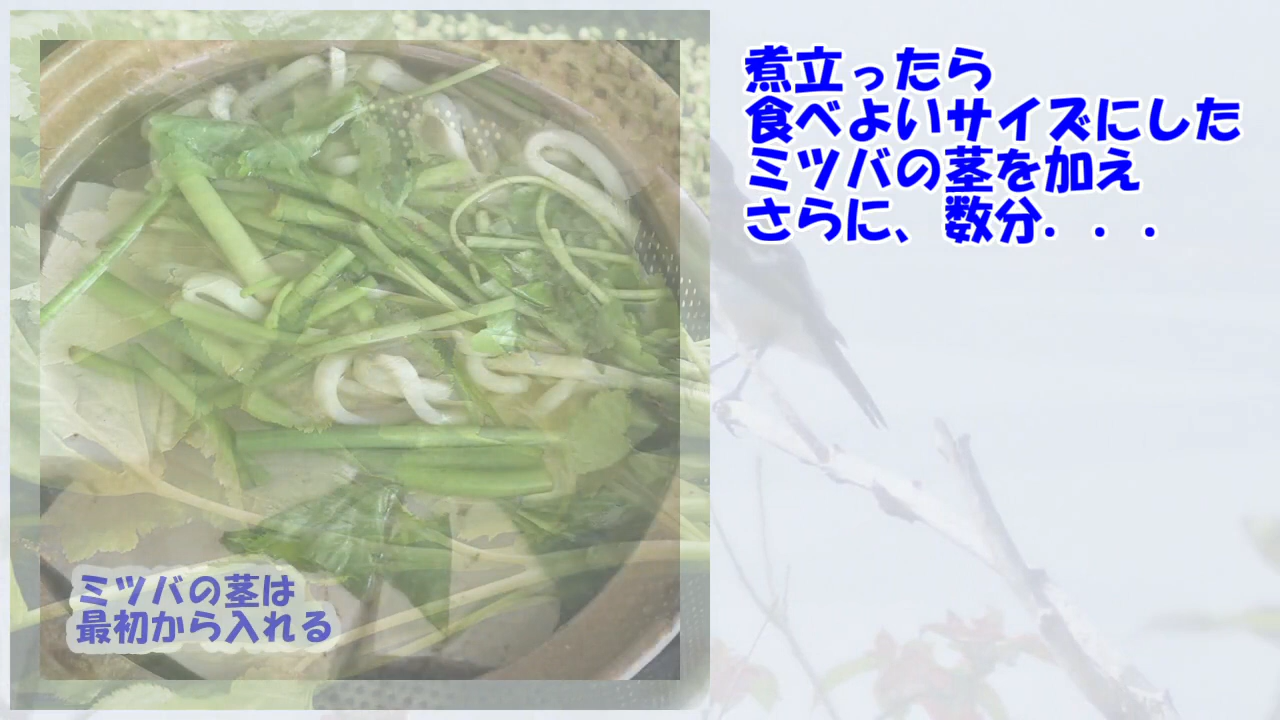 煮立ったら
食べよいサイズにした
ミツバの茎を加え
さらに、数分．．．
ミツバの茎は
最初から入れる